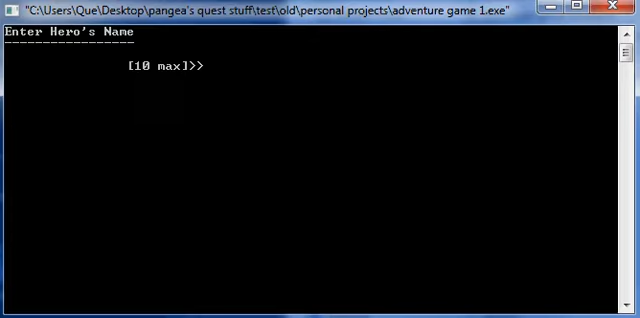 "C:\Users\Que\Desktop\pangea's quest stuff\test\old\personal projects\adventure game 1.exe"
Enter Hero's Name
-----------------
[10 max]>>